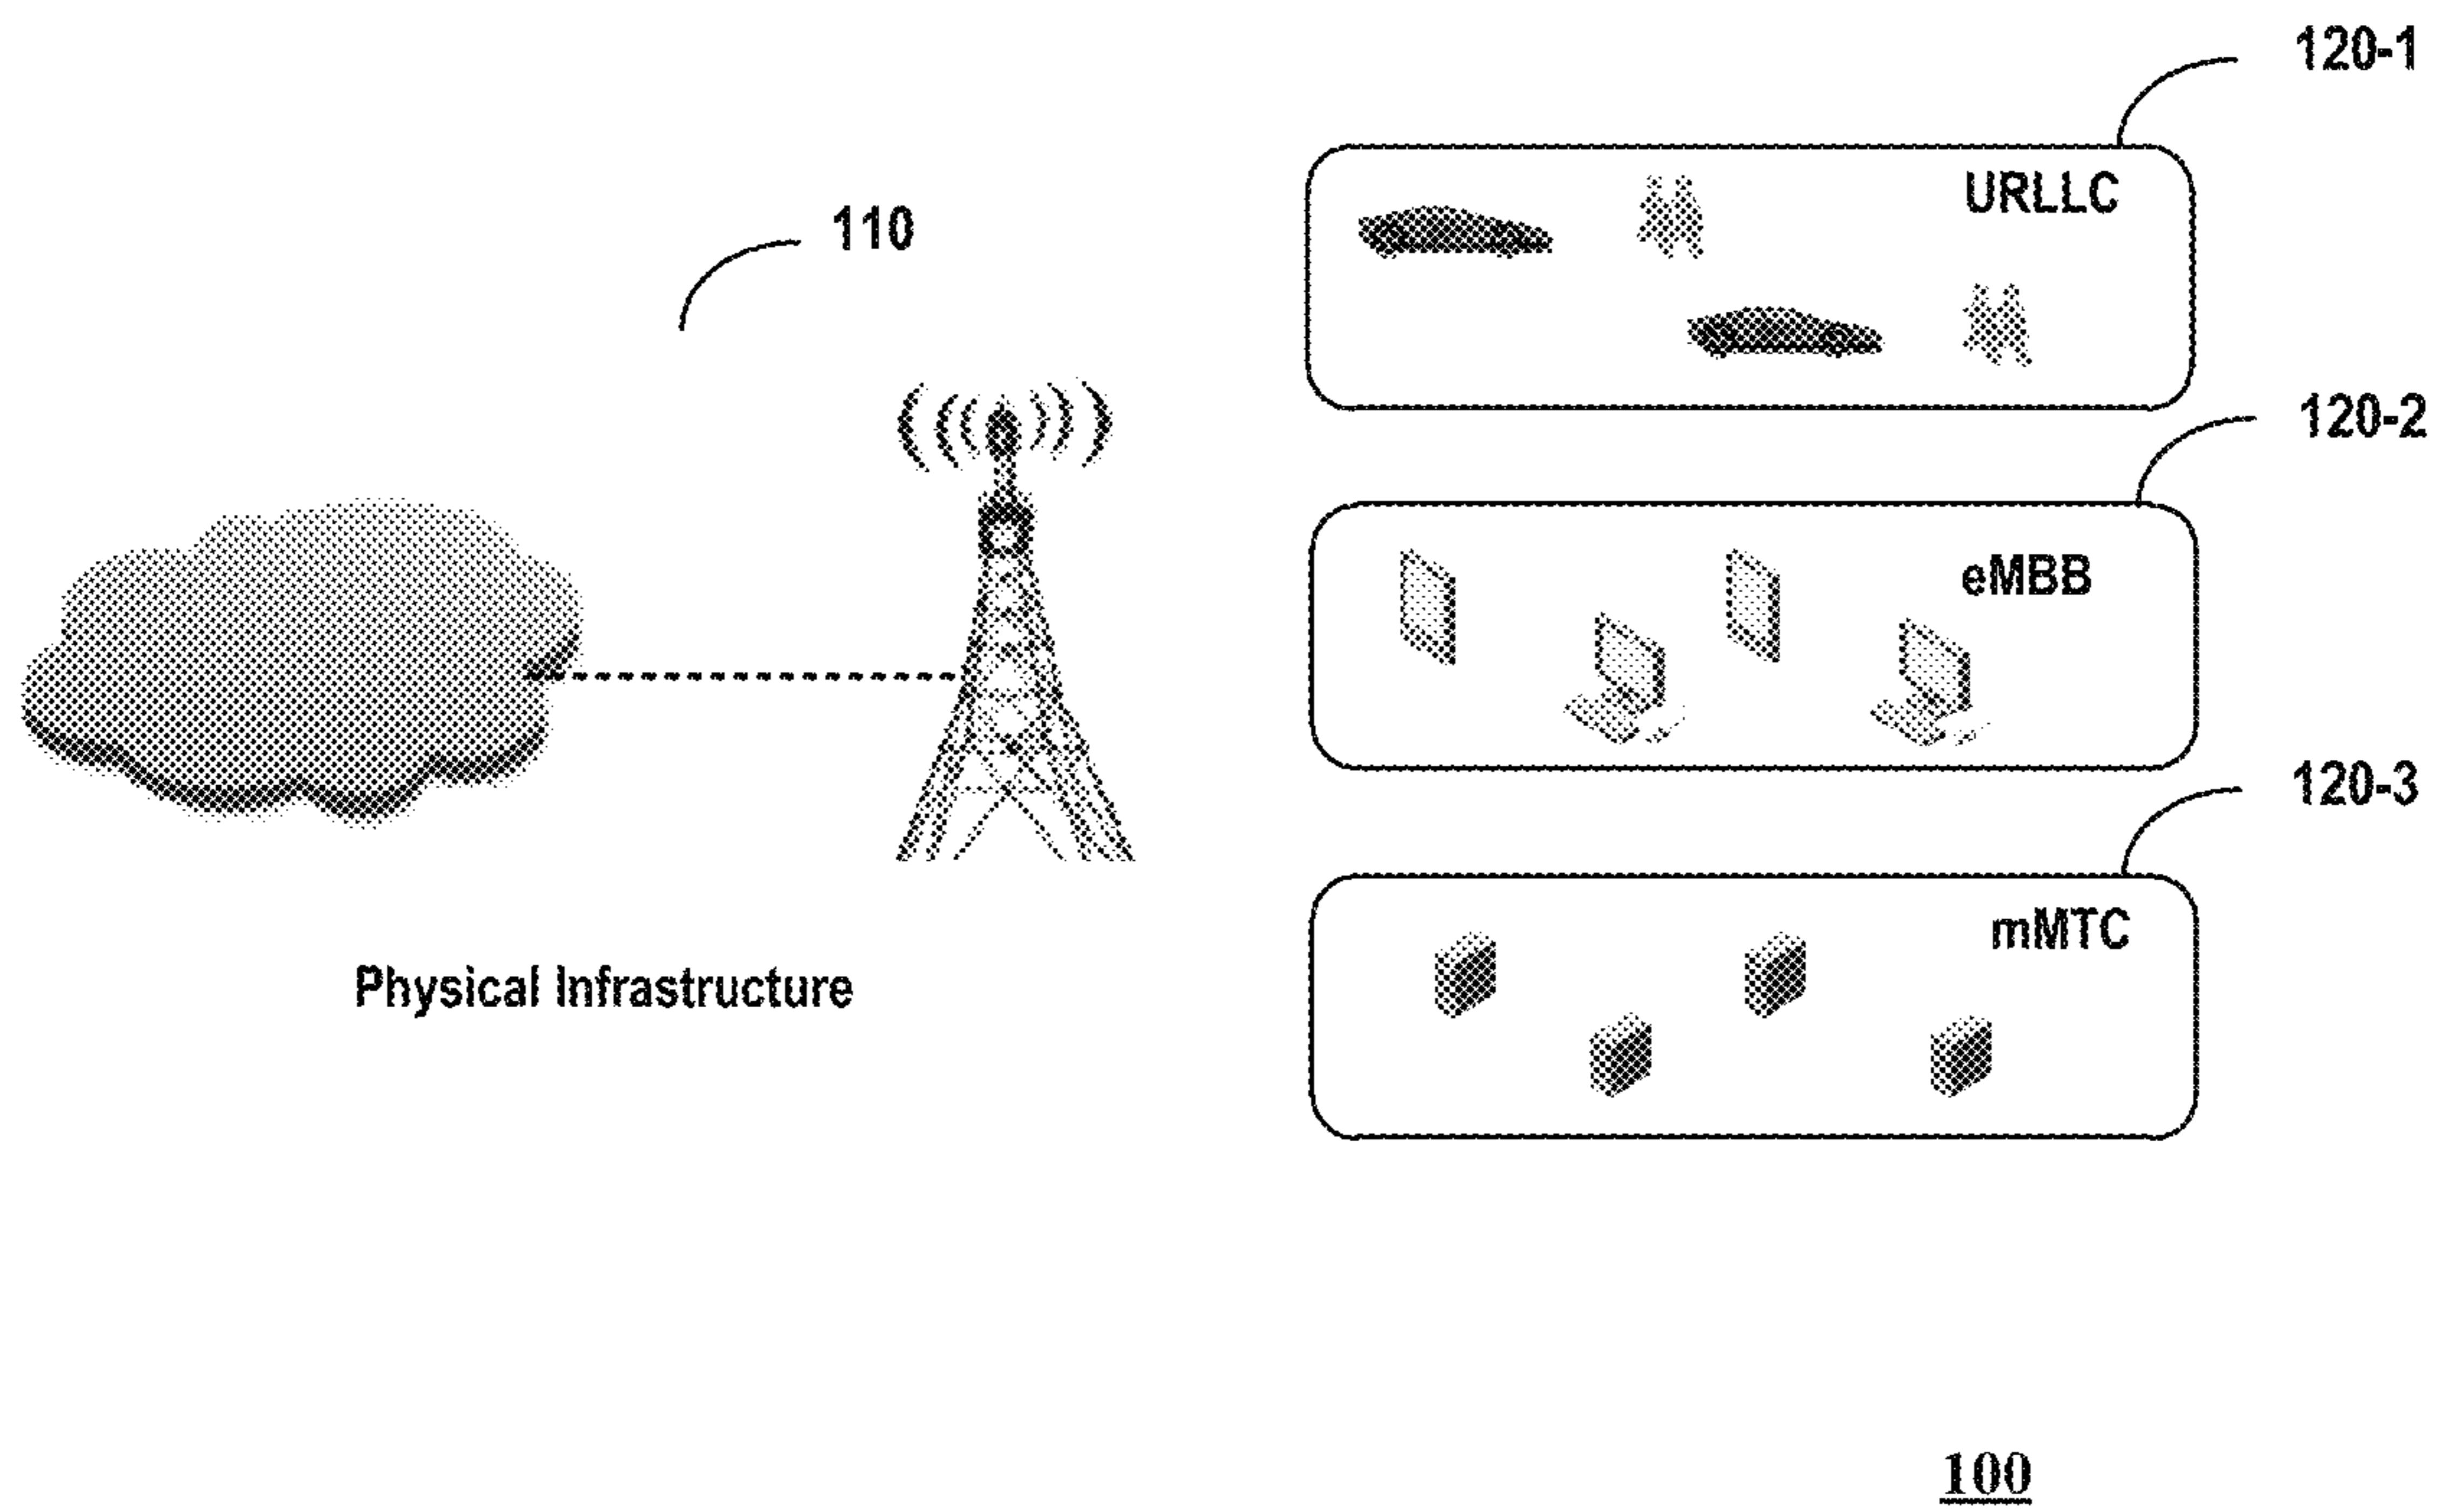 120-1
110
URLLC
120-2
eMBB
120-3
mMTC
Physical Infrastructure
100